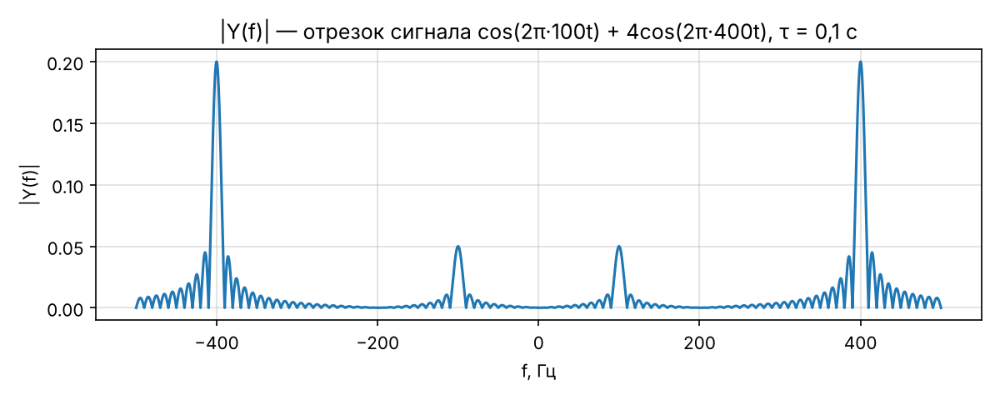 |Y(f)| — отрезок сигнала cos(2π·100t) + 4cos(2π·400t), τ = 0,1 с
|Y(f)|
0.20
0.15
0.10
0.05
0.00
−400 −200 0 200 400
f, Гц